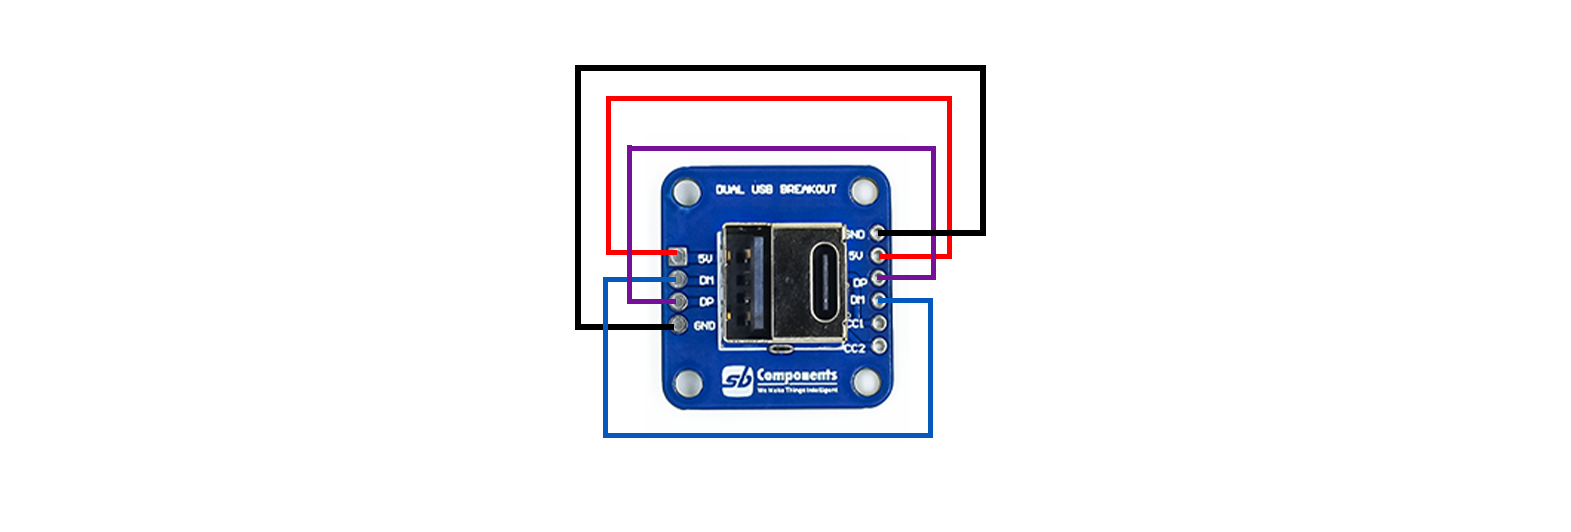 DUAL USB BREAKOUT
GND
5V
5V
DP
DM
DM
DP
GND
CC1
CC2
sb Components
We Make Things Intelligent